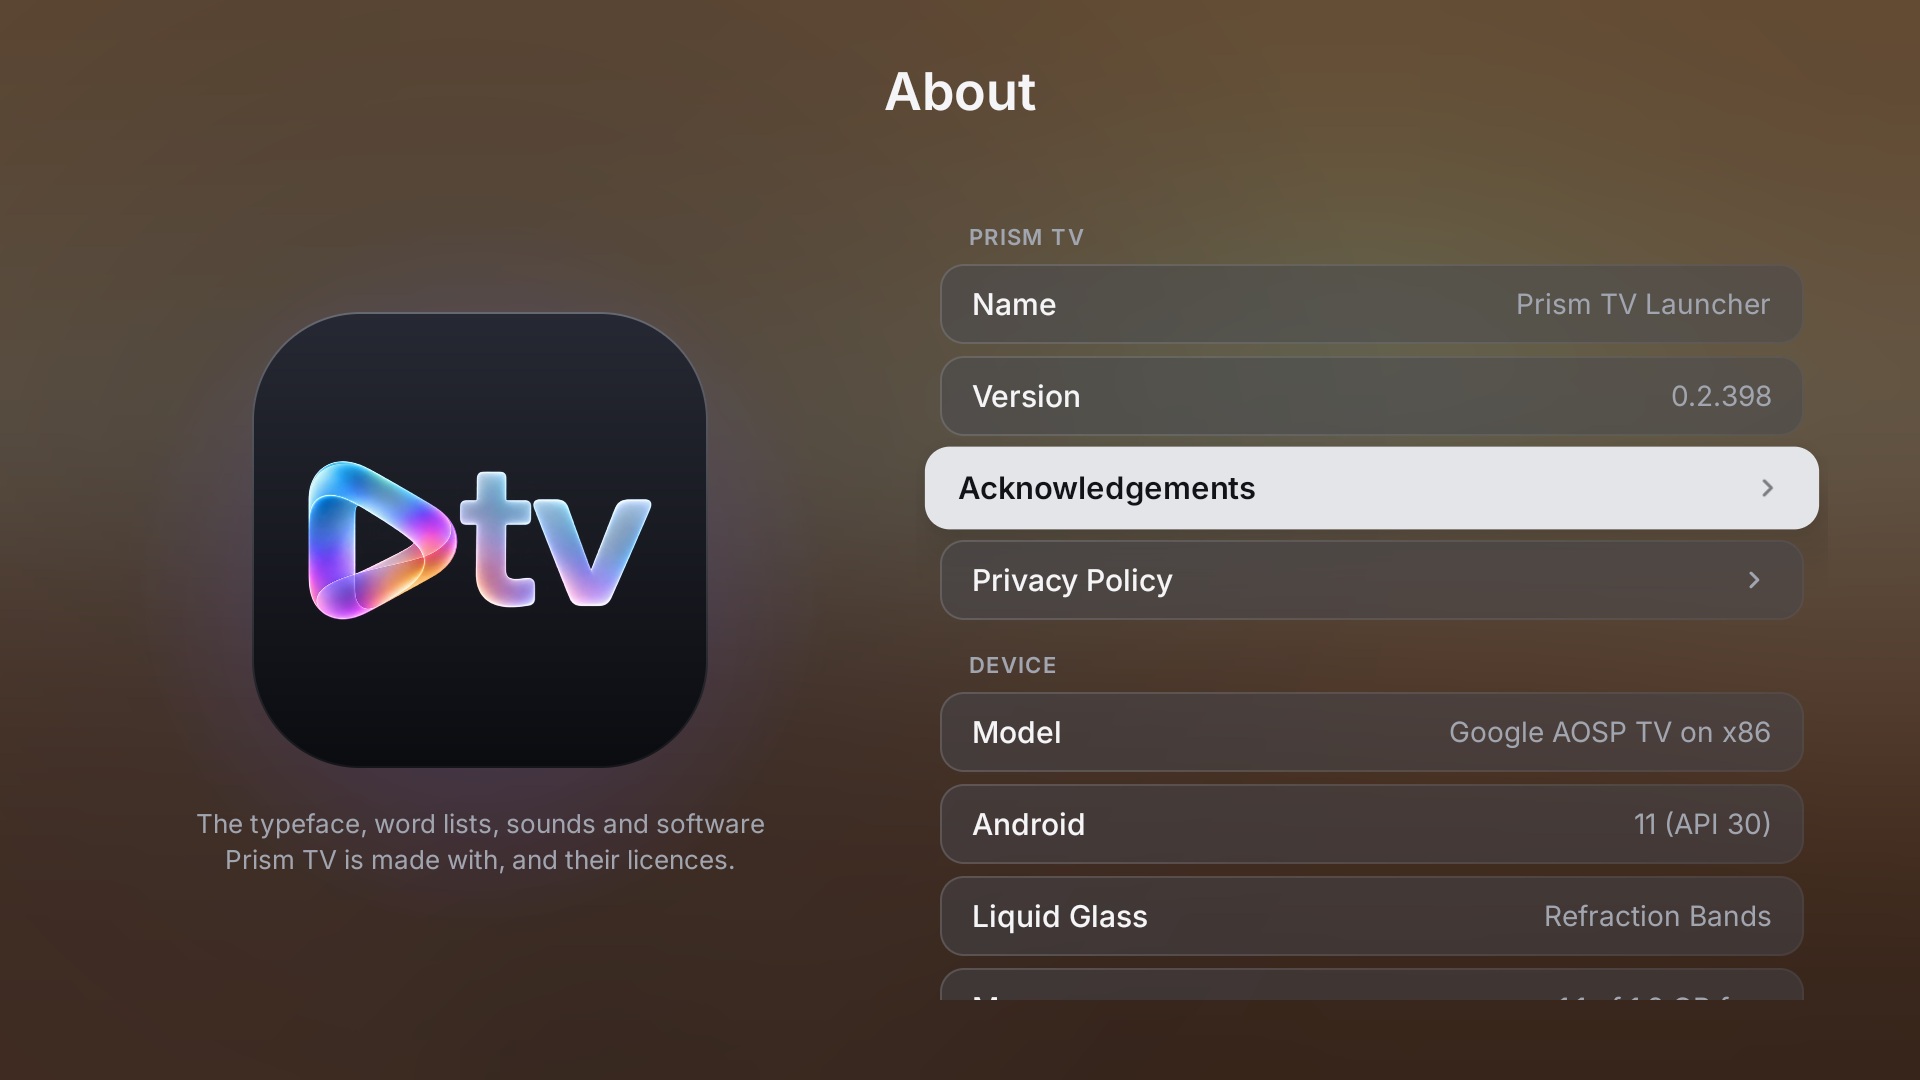 About
PRISM TV
Name
Prism TV Launcher
Version
0.2.398
Acknowledgements
Privacy Policy
DEVICE
Model
Google AOSP TV on x86
Android
11 (API 30)
Liquid Glass
Refraction Bands
tv
The typeface, word lists, sounds and software
Prism TV is made with, and their licences.